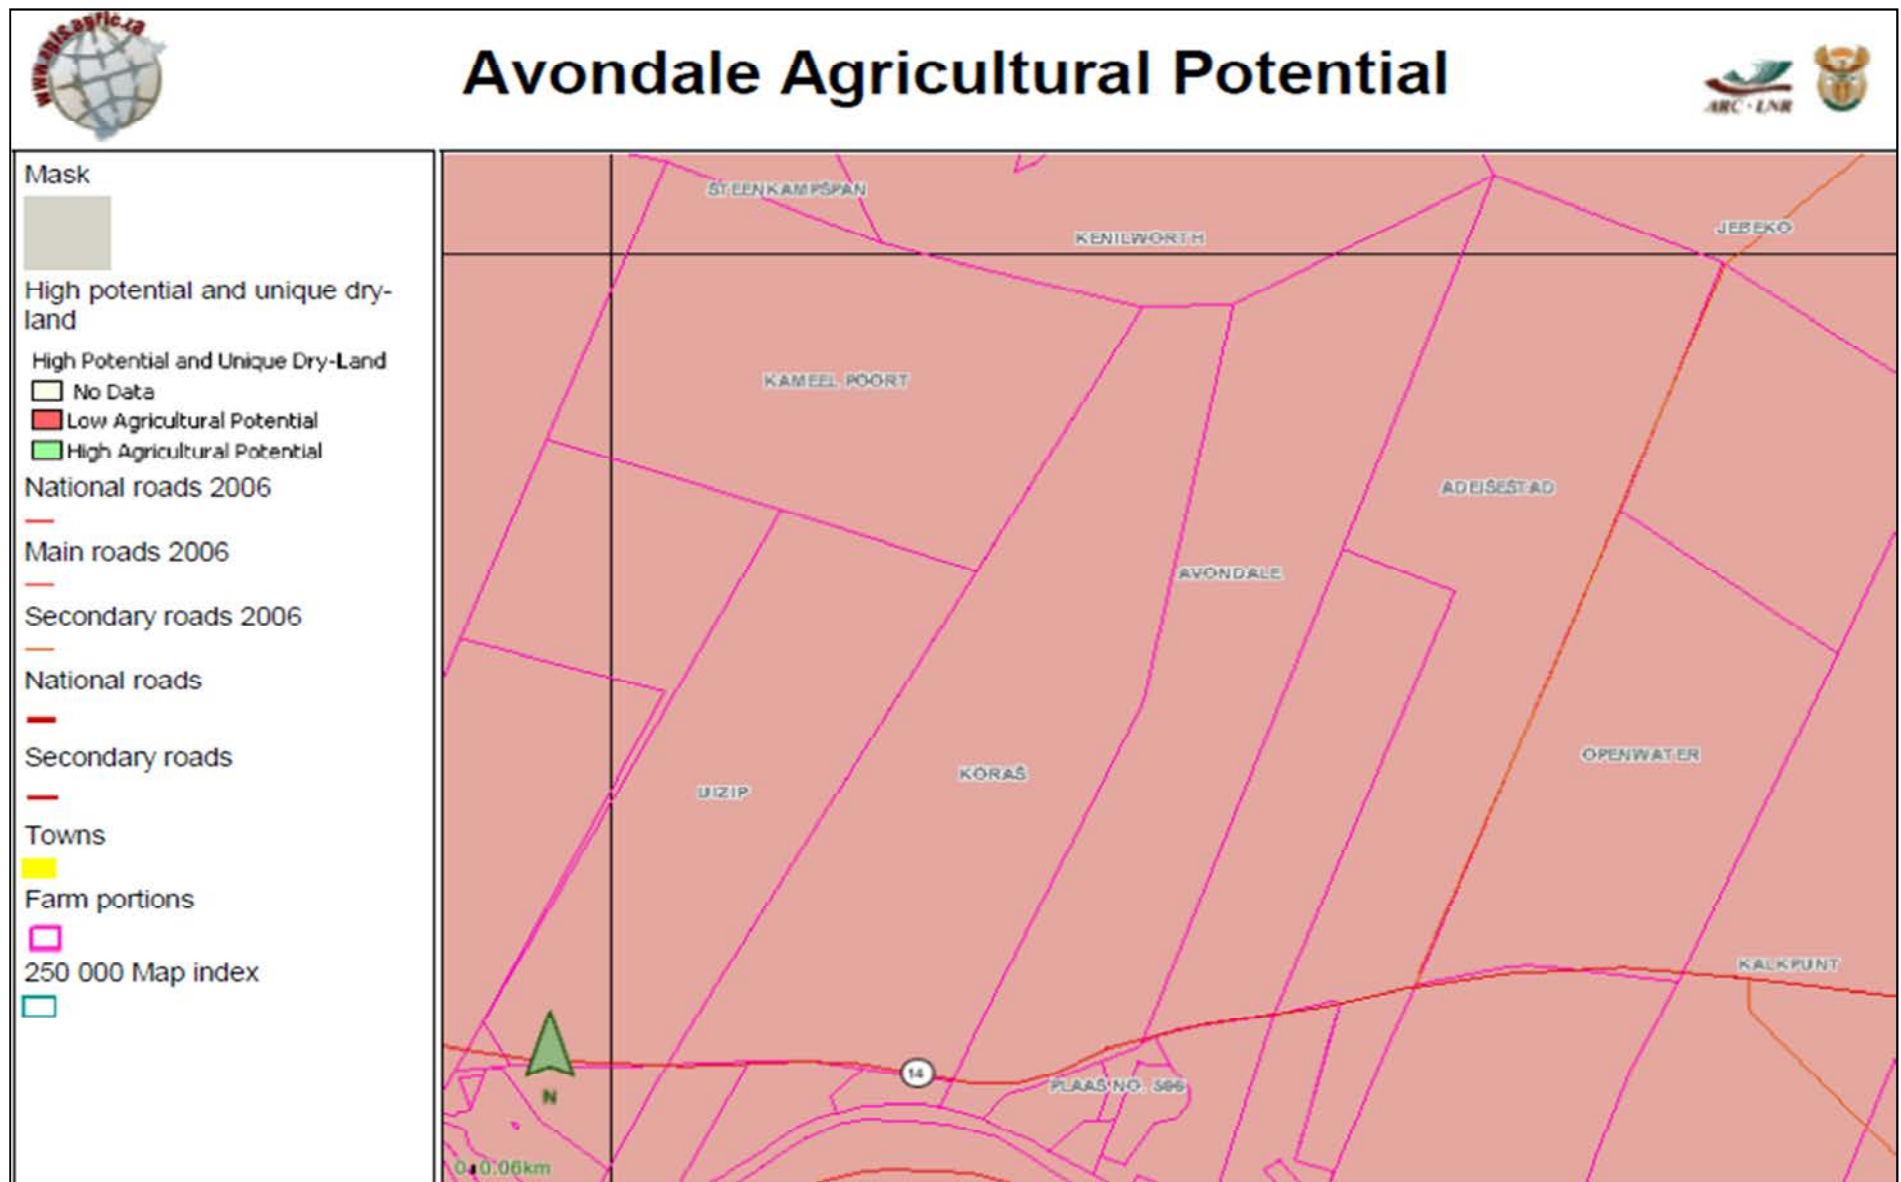 www.agis.agric.za
Avondale Agricultural Potential
ARC · LNR
Mask
High potential and unique dry-
land
High Potential and Unique Dry-Land
No Data
Low Agricultural Potential
High Agricultural Potential
National roads 2006
Main roads 2006
Secondary roads 2006
National roads
Secondary roads
Towns
Farm portions
250 000 Map index
STEENKAMPSPAN
KENILWORTH
JEBEKO
KAMEEL POORT
ADEISESTAD
AVONDALE
OPENWATER
KORAS
UIZIP
KALKPUNT
14
PLAAS NO. 586
N
0 0.06km